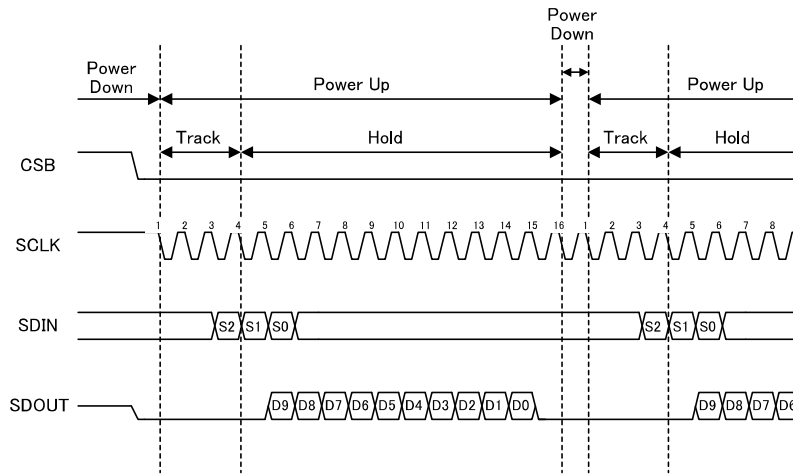 Power
Down
Power
Down
Power Up
Power Up
Track
Hold
Track
Hold
CSB
SCLK
1 2 3 4 5 6 7 8 9 10 11 12 13 14 15 16 1 2 3 4 5 6 7 8
SDIN
S2 S1 S0 S2 S1 S0
SDOUT
D9 D8 D7 D6 D5 D4 D3 D2 D1 D0 D9 D8 D7 D6